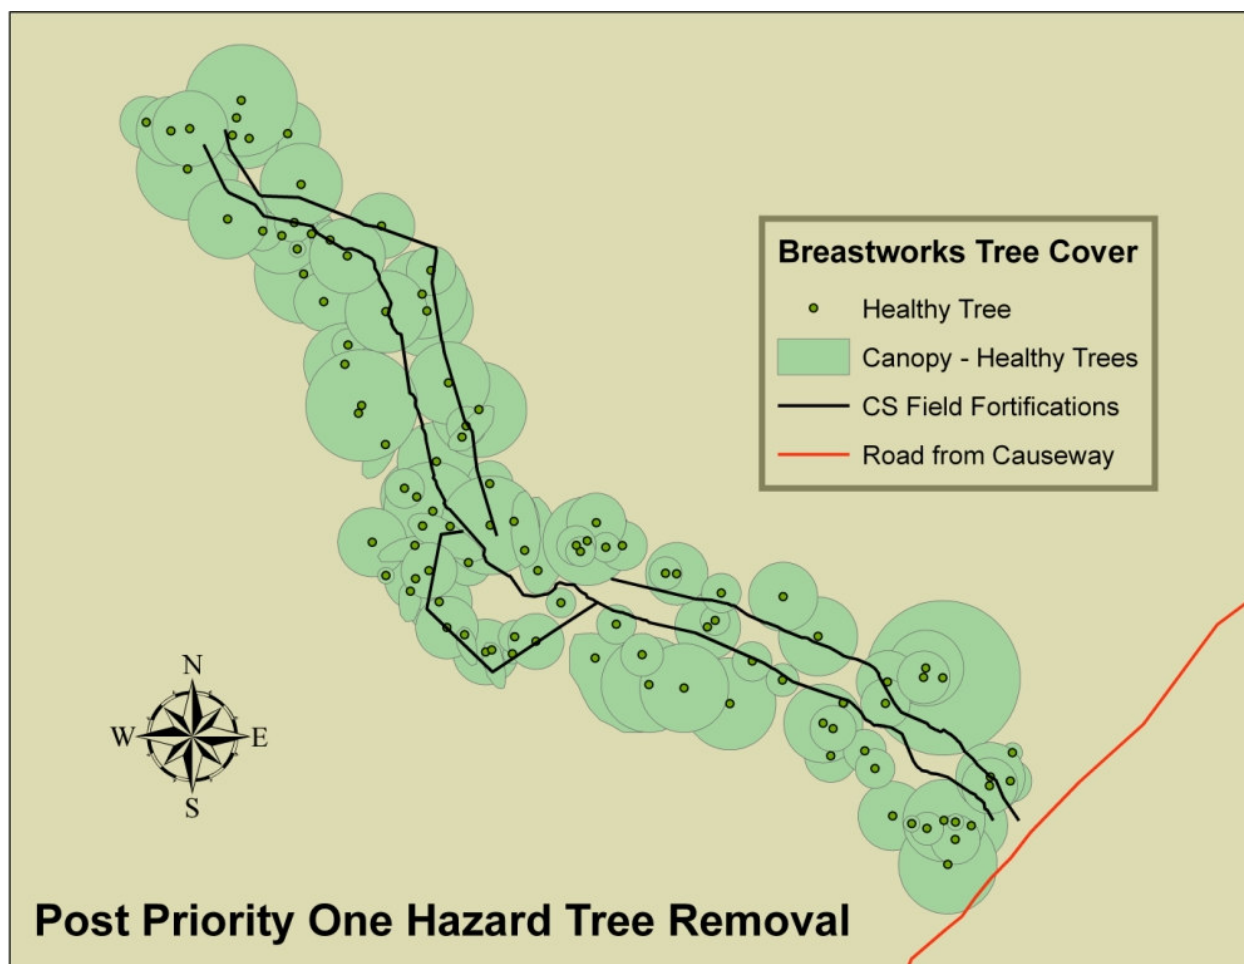 Breastworks Tree Cover
Healthy Tree
Canopy - Healthy Trees
CS Field Fortifications
Road from Causeway
N
W E
S
Post Priority One Hazard Tree Removal